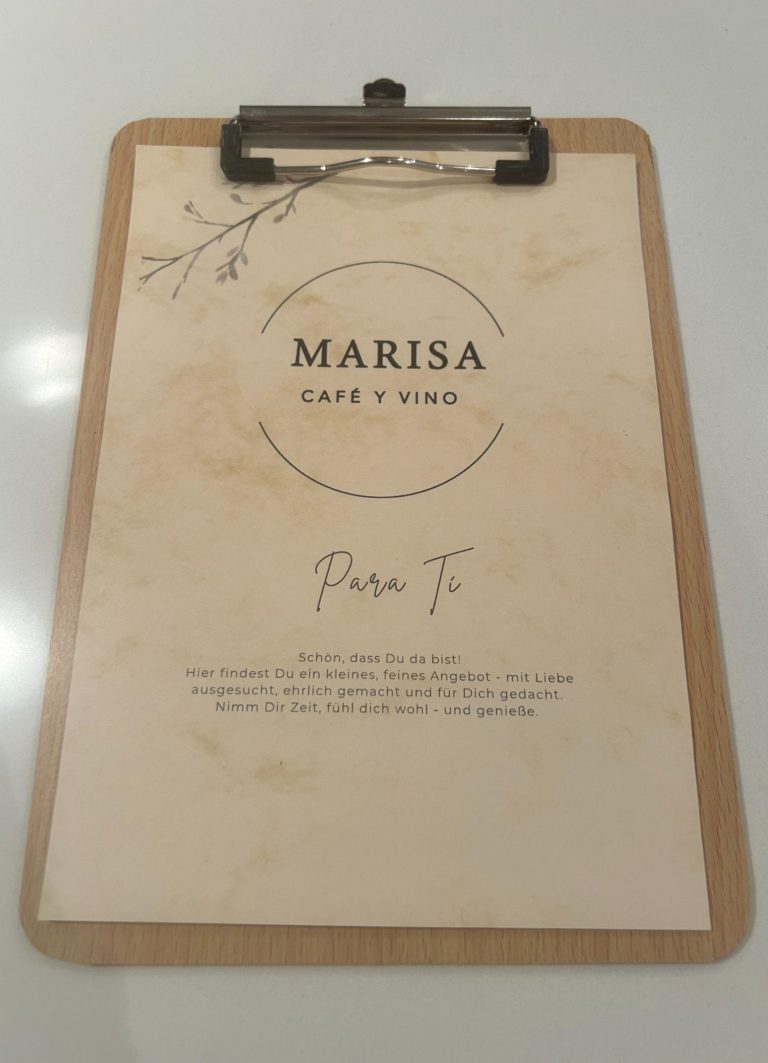 MARISA
CAFÉ Y VINO
Para Tí
Schön, dass Du da bist!
Hier findest Du ein kleines, feines Angebot - mit Liebe
ausgesucht, ehrlich gemacht und für Dich gedacht.
Nimm Dir Zeit, fühl dich wohl - und genieße.